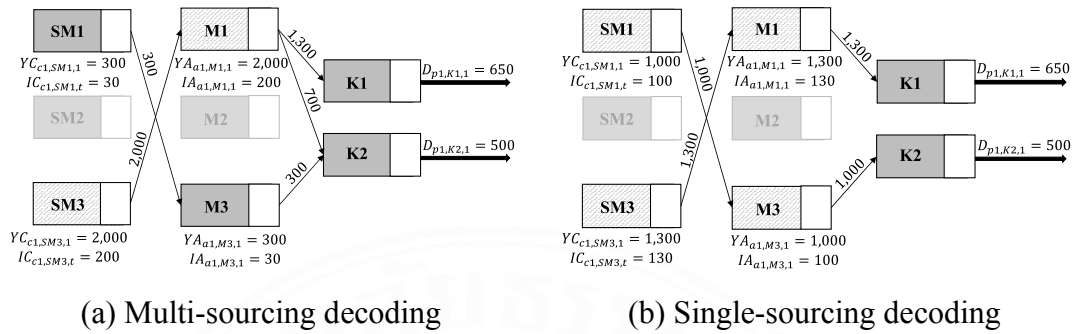 SM1
YC_{c1,SM1,1} = 300
IC_{c1,SM1,t} = 30
SM2
SM3
YC_{c1,SM3,1} = 2,000
IC_{c1,SM3,t} = 200
300
2,000
M1
YA_{a1,M1,1} = 2,000
IA_{a1,M1,1} = 200
M2
M3
YA_{a1,M3,1} = 300
IA_{a1,M3,1} = 30
1,300
700
300
K1
D_{p1,K1,1} = 650
K2
D_{p1,K2,1} = 500
(a) Multi-sourcing decoding
SM1
YC_{c1,SM1,1} = 1,000
IC_{c1,SM1,t} = 100
SM2
SM3
YC_{c1,SM3,1} = 1,300
IC_{c1,SM3,t} = 130
1,000
1,300
M1
YA_{a1,M1,1} = 1,300
IA_{a1,M1,1} = 130
M2
M3
YA_{a1,M3,1} = 1,000
IA_{a1,M3,1} = 100
1,300
1,000
K1
D_{p1,K1,1} = 650
K2
D_{p1,K2,1} = 500
(b) Single-sourcing decoding